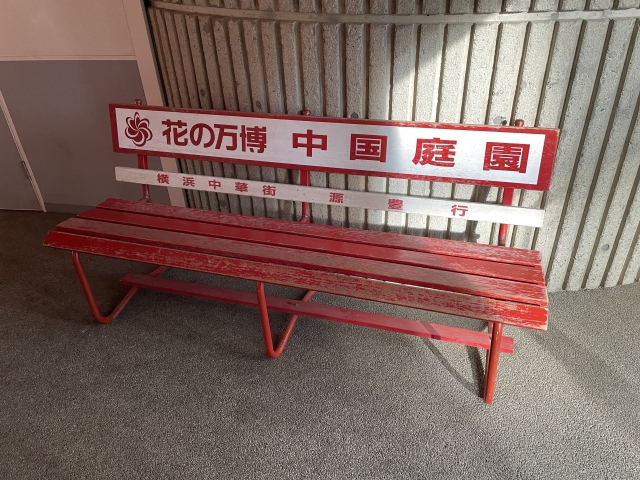 花の万博 中国庭園
横浜中華街 源豊行